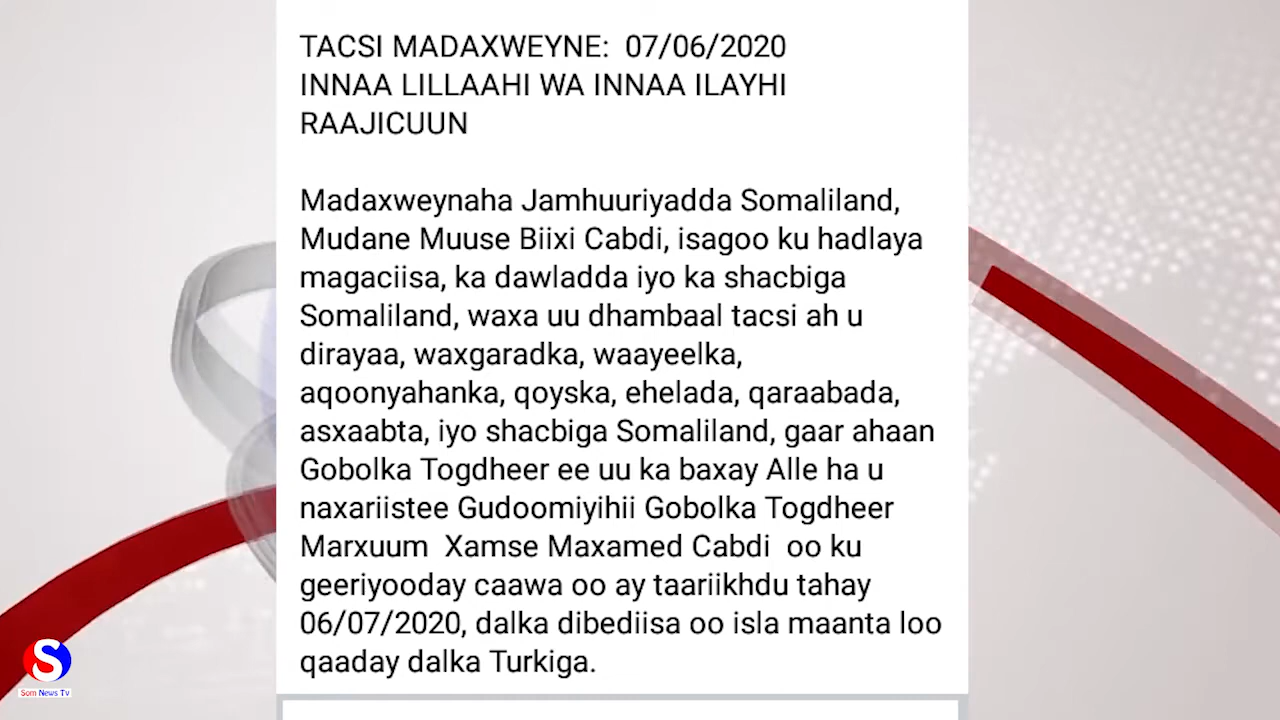 TACSI MADAXWEYNE: 07/06/2020
INNAA LILLAAHI WA INNAA ILAYHI
RAAJICUUN
Madaxweynaha Jamhuuriyadda Somaliland,
Mudane Muuse Biixi Cabdi, isagoo ku hadlaya
magaciisa, ka dawladda iyo ka shacbiga
Somaliland, waxa uu dhambaal tacsi ah u
dirayaa, waxgaradka, waayeelka,
aqoonyahanka, qoyska, ehelada, qaraabada,
asxaabta, iyo shacbiga Somaliland, gaar ahaan
Gobolka Togdheer ee uu ka baxay Alle ha u
naxariistee Gudoomiyihii Gobolka Togdheer
Marxuum Xamse Maxamed Cabdi oo ku
geeriyooday caawa oo ay taariikhdu tahay
06/07/2020, dalka dibediisa oo isla maanta loo
qaaday dalka Turkiga.
S
Som News Tv